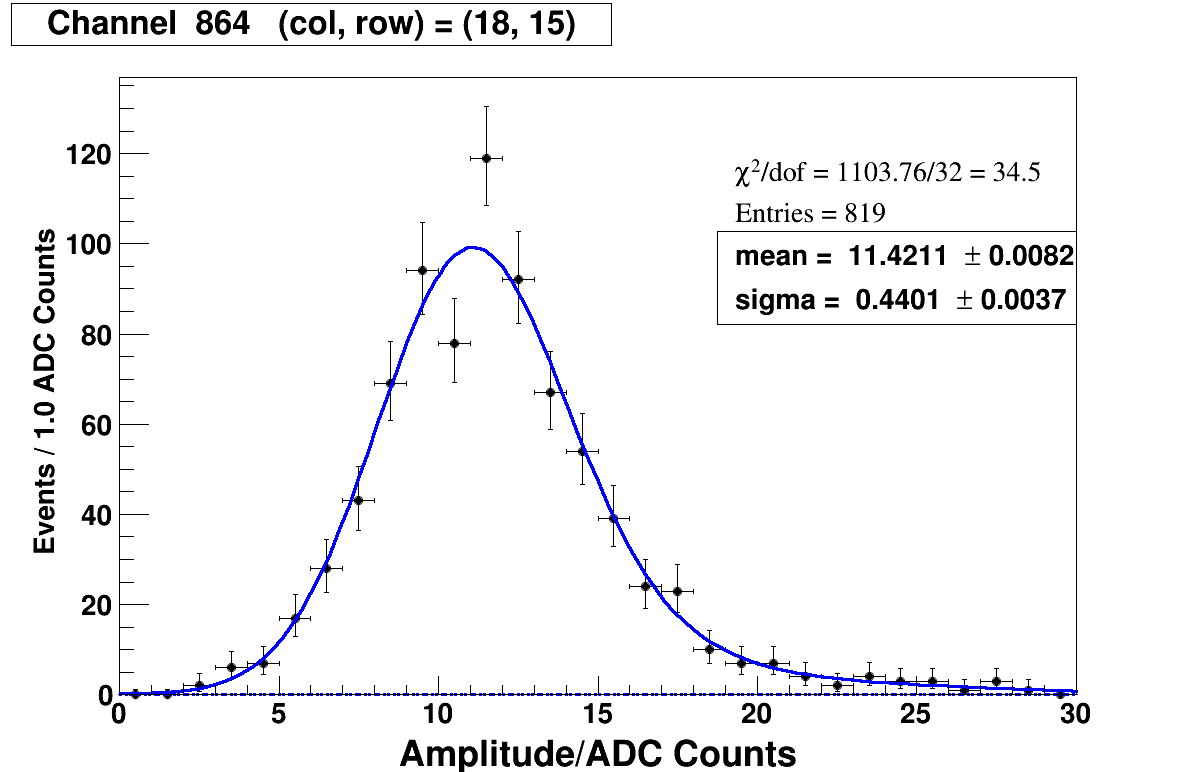 Channel 864 (col, row) = (18, 15)
χ²/dof = 1103.76/32 = 34.5
Entries = 819
mean = 11.4211 ± 0.0082
sigma = 0.4401 ± 0.0037
Events / 1.0 ADC Counts
120
100
80
60
40
20
0
0 5 10 15 20 25 30
Amplitude/ADC Counts